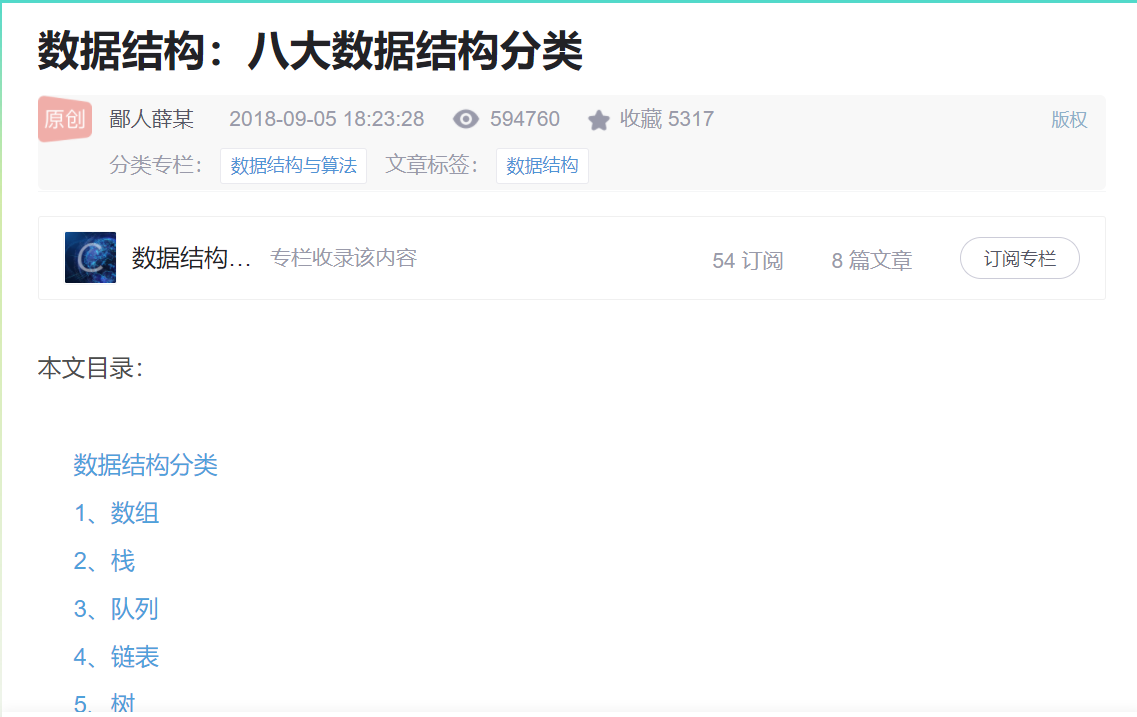 数据结构：八大数据结构分类
原创 鄙人薛某 2018-09-05 18:23:28 594760 收藏 5317 版权
分类专栏： 数据结构与算法 文章标签： 数据结构
数据结构… 专栏收录该内容 54 订阅 8 篇文章 订阅专栏
本文目录：
数据结构分类
1、数组
2、栈
3、队列
4、链表
5、树